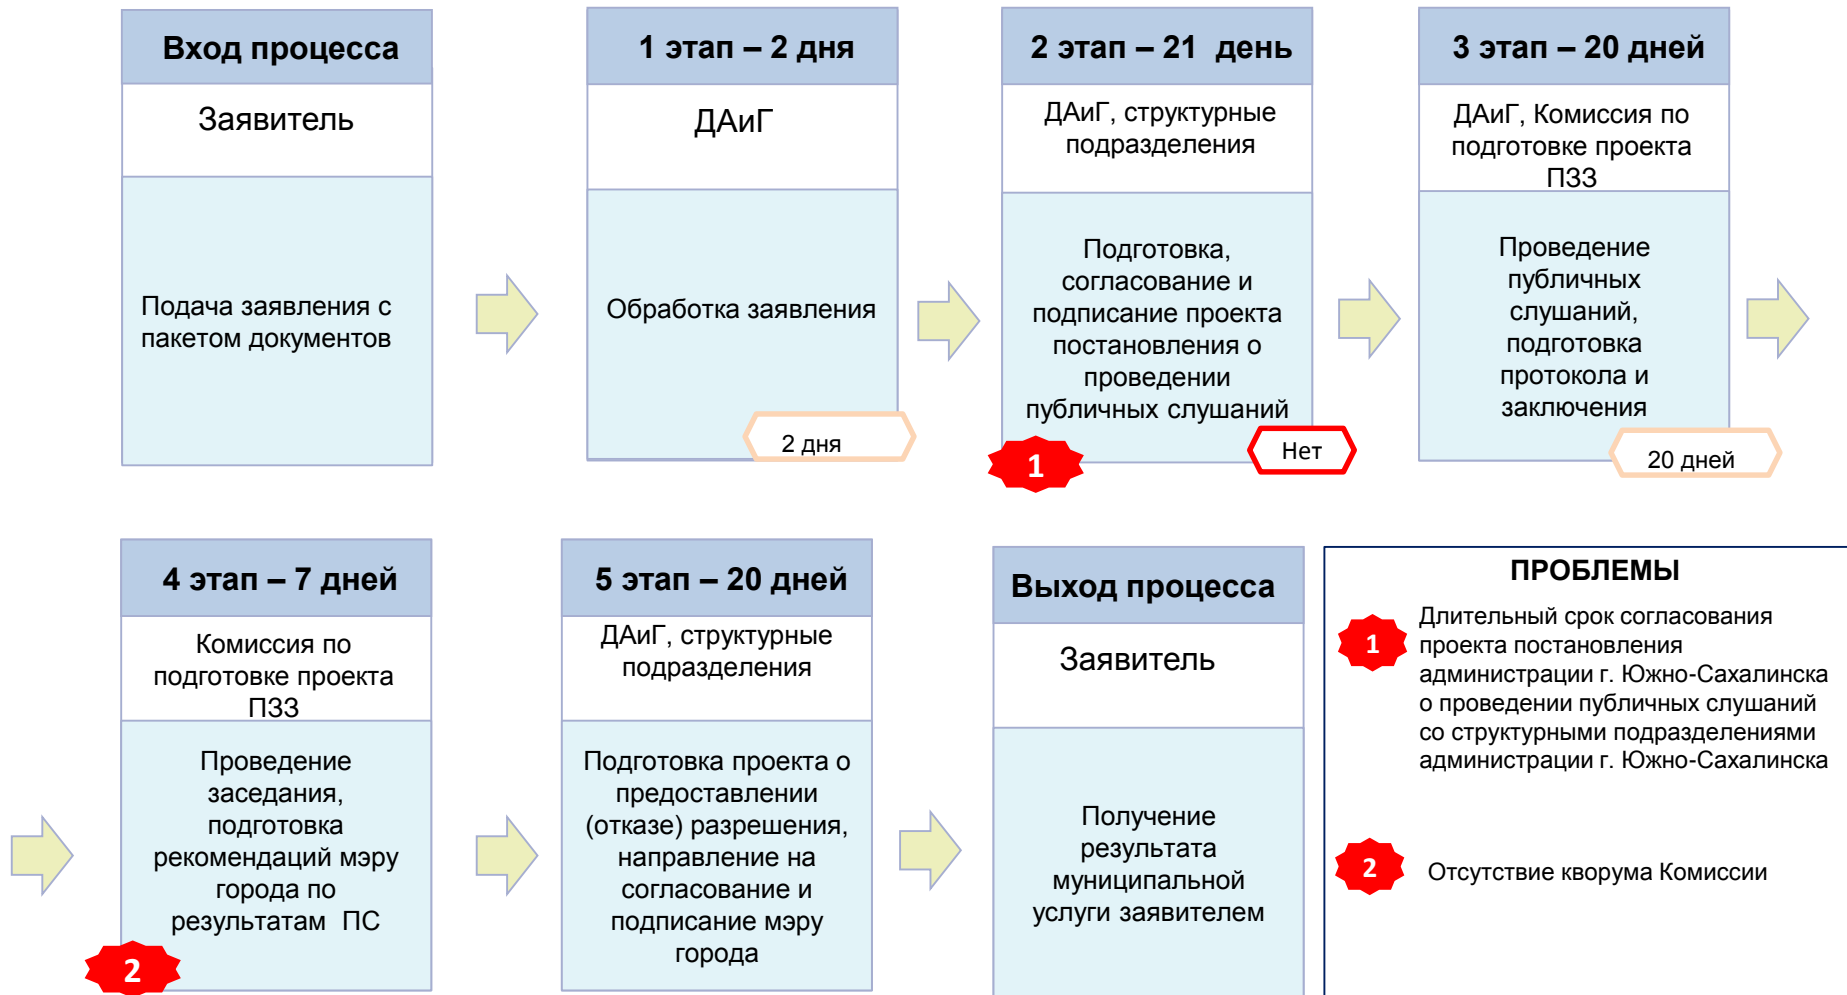 Вход процесса
Заявитель
Подача заявления с
пакетом документов
1 этап – 2 дня
ДАиГ
Обработка заявления
2 дня
2 этап – 21 день
ДАиГ, структурные
подразделения
Подготовка,
согласование и
подписание проекта
постановления о
проведении
публичных слушаний
1
Нет
3 этап – 20 дней
ДАиГ, Комиссия по
подготовке проекта
ПЗЗ
Проведение
публичных
слушаний,
подготовка
протокола и
заключения
20 дней
4 этап – 7 дней
Комиссия по
подготовке проекта
ПЗЗ
Проведение
заседания,
подготовка
рекомендаций мэру
города по
результатам ПС
2
5 этап – 20 дней
ДАиГ, структурные
подразделения
Подготовка проекта о
предоставлении
(отказе) разрешения,
направление на
согласование и
подписание мэру
города
Выход процесса
Заявитель
Получение
результата
муниципальной
услуги заявителем
ПРОБЛЕМЫ
1
Длительный срок согласования
проекта постановления
администрации г. Южно-Сахалинска
о проведении публичных слушаний
со структурными подразделениями
администрации г. Южно-Сахалинска
2
Отсутствие кворума Комиссии